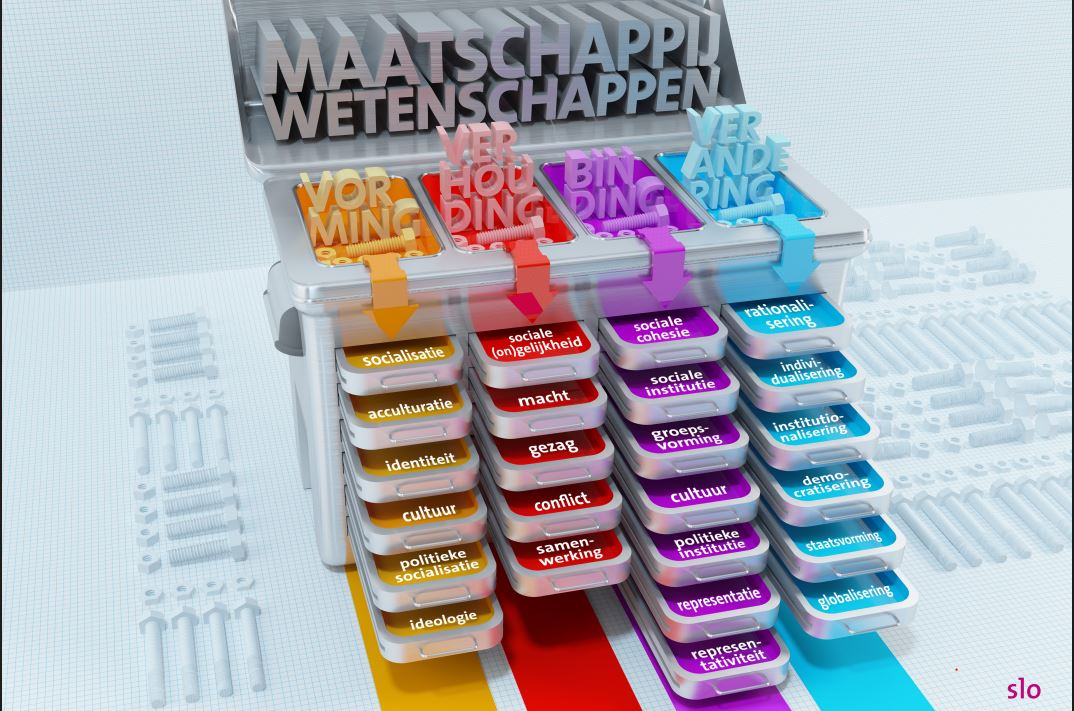 MAATSCHAPPIJ
WETENSCHAPPEN
VOR
MING
VER
HOU
DING
BIN
DING
VER
ANDE
RING
socialisatie
acculturatie
identiteit
cultuur
politieke
socialisatie
ideologie
sociale
(on)gelijkheid
macht
gezag
conflict
samen-
werking
sociale
cohesie
sociale
institutie
groeps-
vorming
cultuur
politieke
institutie
representatie
represen-
tativiteit
rationali-
sering
indivi-
dualisering
institutio-
nalisering
demo-
cratisering
staatsvorming
globalisering
slo